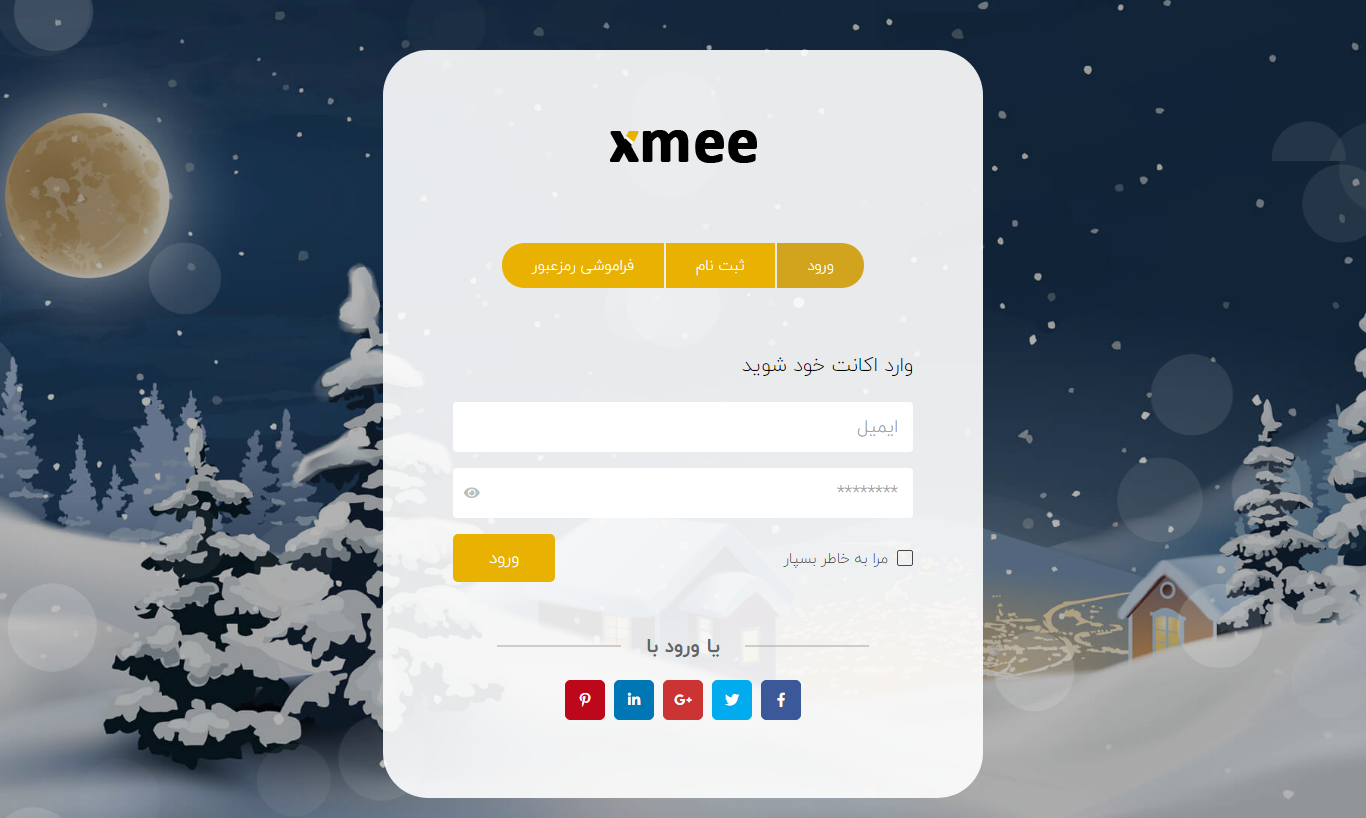 xmee
ورود ثبت نام فراموشی رمزعبور
وارد اکانت خود شوید
ایمیل
********
مرا به خاطر بسپار ورود
یا ورود با